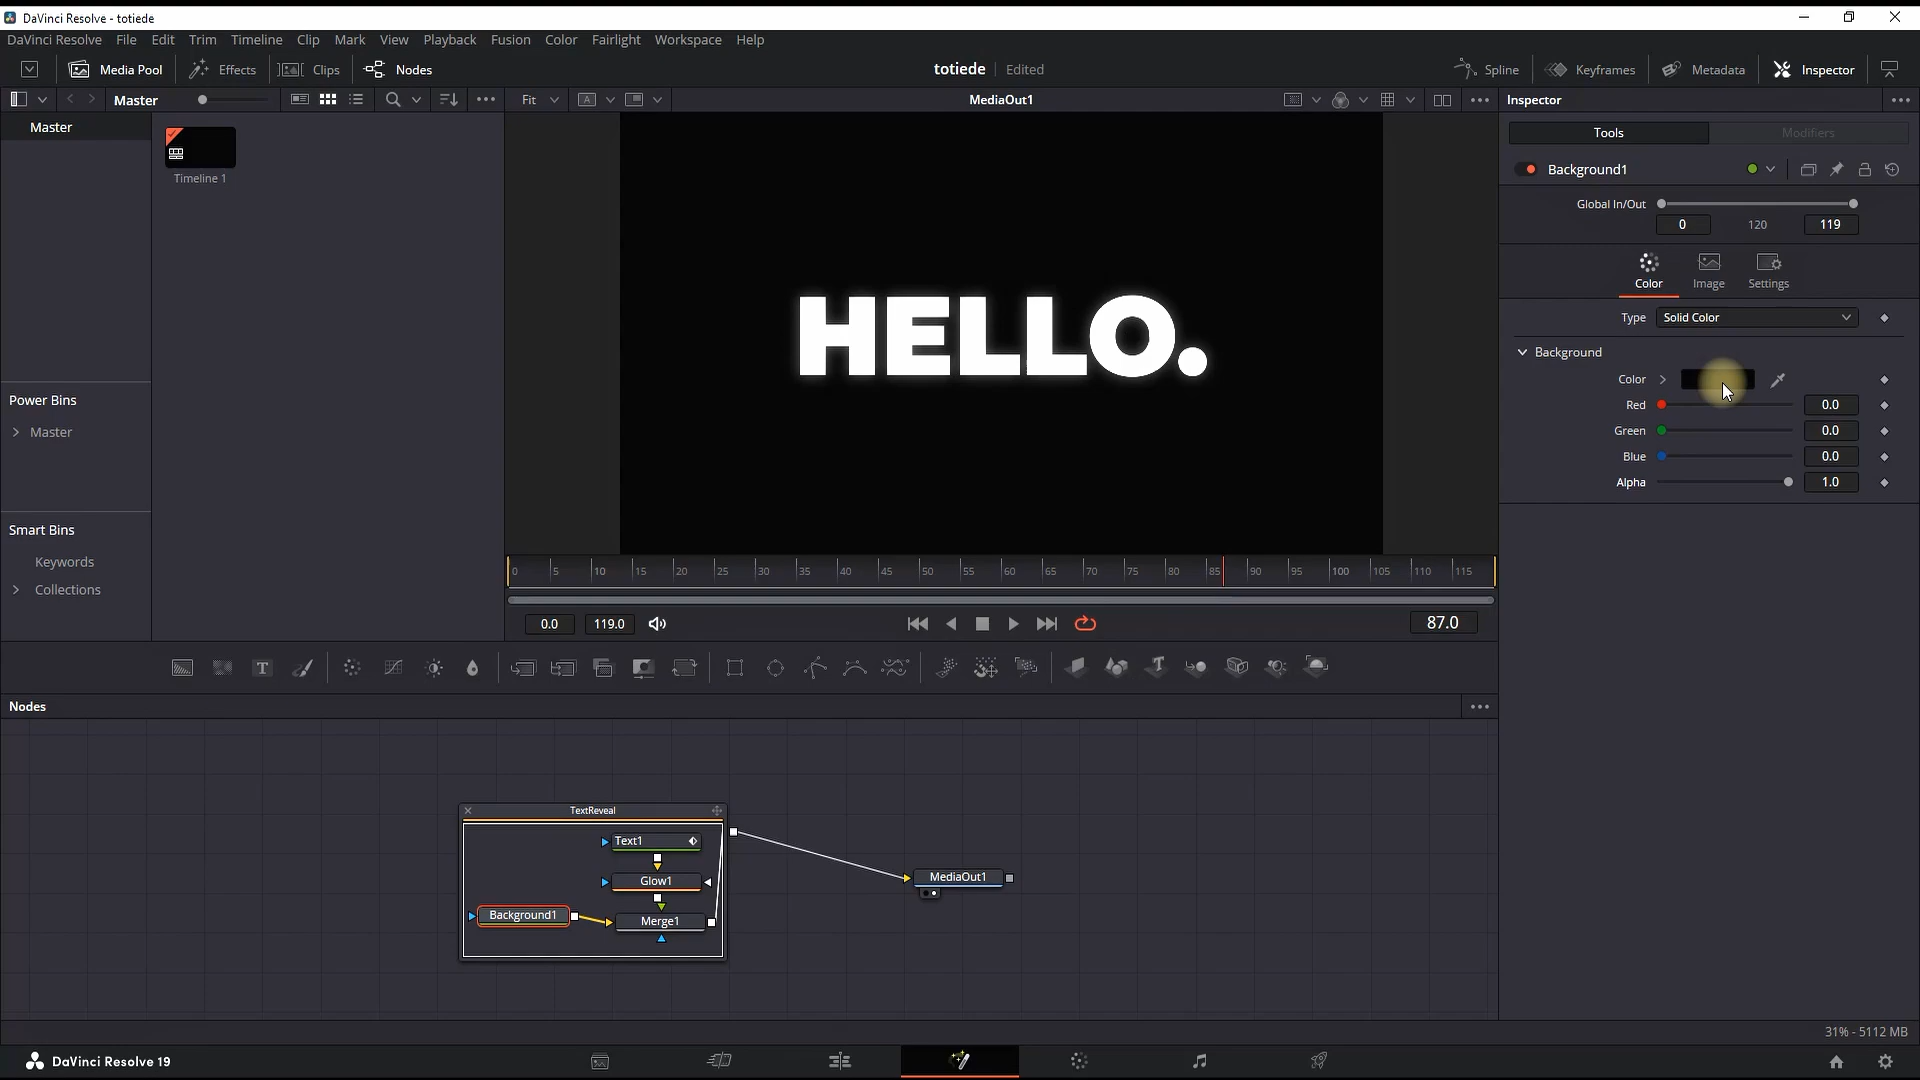 DaVinci Resolve - totiede
DaVinci Resolve File Edit Trim Timeline Clip Mark View Playback Fusion Color Fairlight Workspace Help
Media Pool Effects Clips Nodes totiede Edited Spline Keyframes Metadata Inspector
Master Fit A MediaOut1 Inspector
Master
Timeline 1
Tools Modifiers
Background1
Global In/Out
0 120 119
Color Image Settings
Type Solid Color
Background
Color
Red 0.0
Green 0.0
Blue 0.0
Alpha 1.0
HELLO.
Power Bins
Master
Smart Bins
Keywords
Collections
0 5 10 15 20 25 30 35 40 45 50 55 60 65 70 75 80 85 90 95 100 105 110 115
0.0 119.0 87.0
T T
Nodes
TextReveal
Text1
Glow1
Background1 Merge1
MediaOut1
31% - 5112 MB
DaVinci Resolve 19